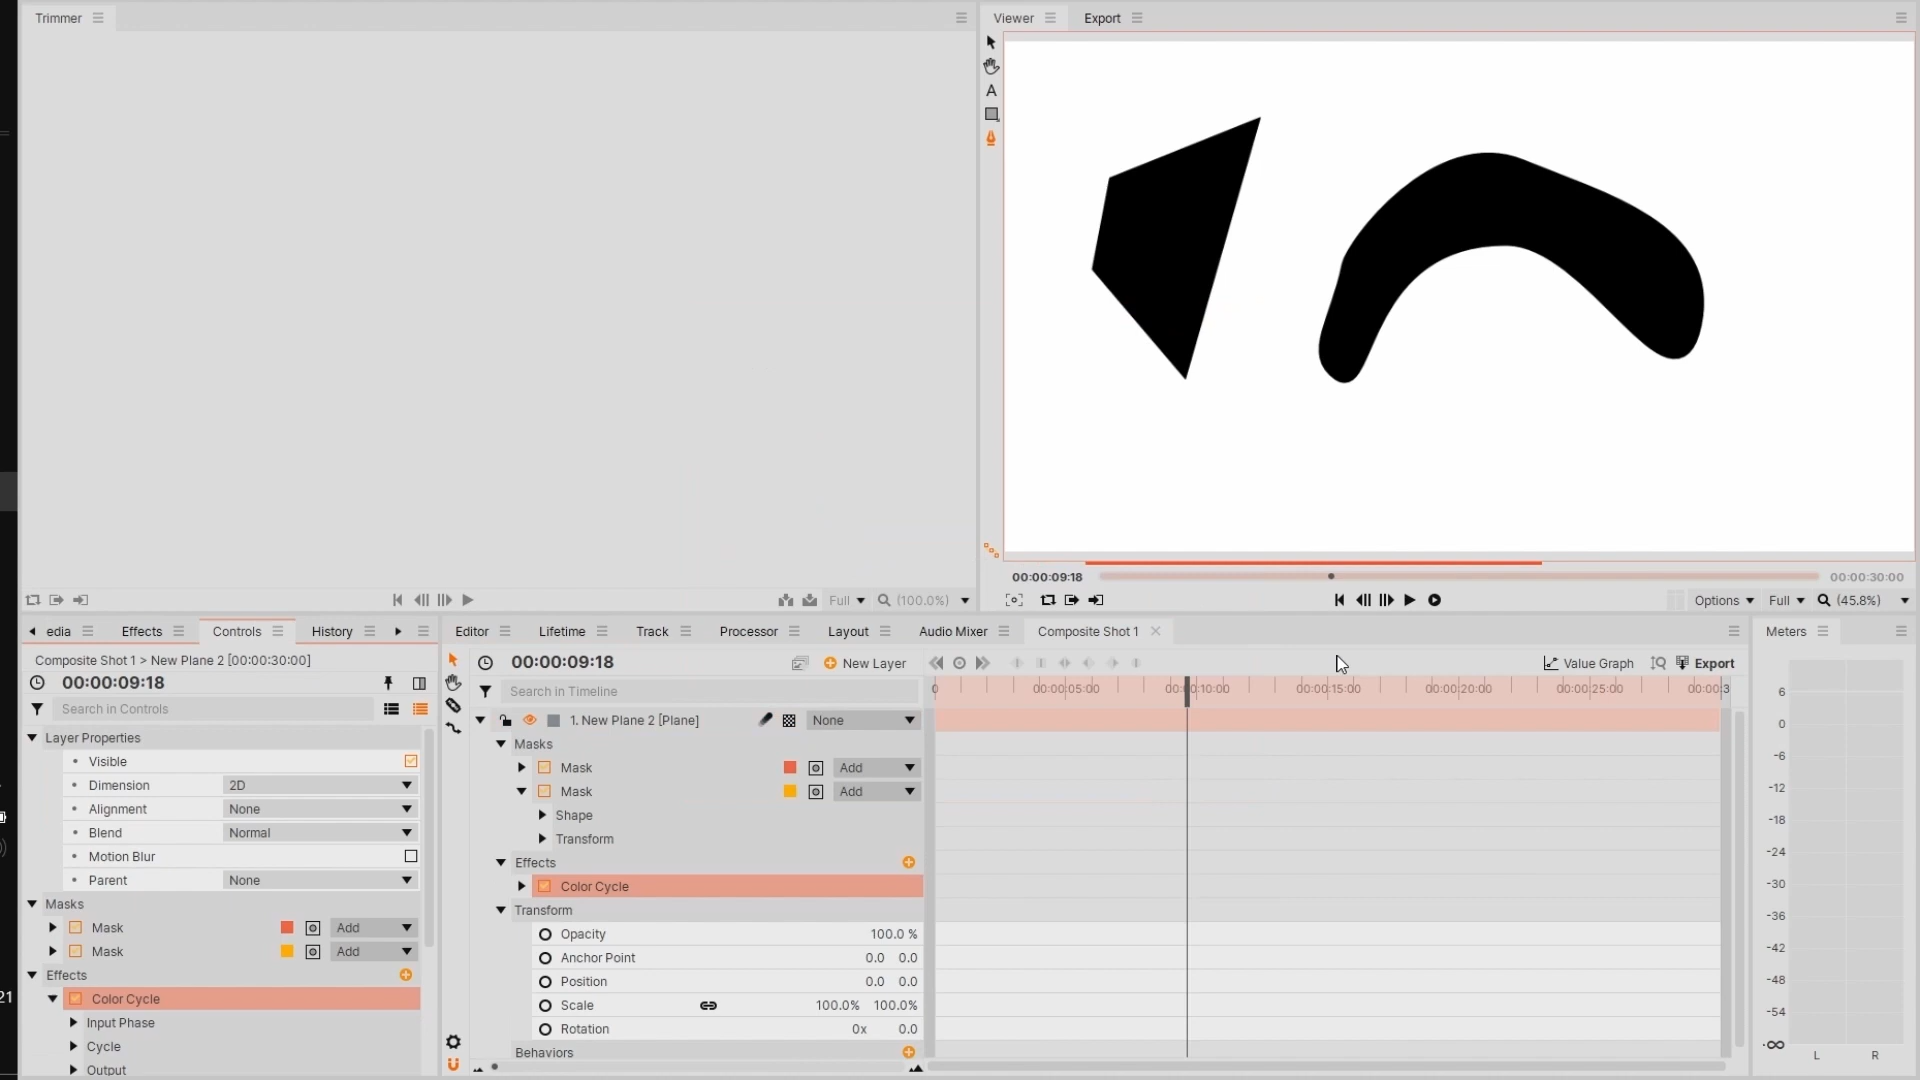 Trimmer
Viewer
Export
A
00:00:09:18
00:00:30:00
Full
(100.0%)
Options
Full
(45.8%)
edia
Effects
Controls
History
Editor
Lifetime
Track
Processor
Layout
Audio Mixer
Composite Shot 1
Meters
Composite Shot 1 > New Plane 2 [00:00:30:00]
00:00:09:18
Search in Controls
Layer Properties
Visible
Dimension 2D
Alignment None
Blend Normal
Motion Blur
Parent None
Masks
Mask Add
Mask Add
Effects
Color Cycle
Input Phase
Cycle
Output
21
00:00:09:18
New Layer
Value Graph
Export
Search in Timeline
0 00:00:05:00 00:00:10:00 00:00:15:00 00:00:20:00 00:00:25:00 00:00:3
1. New Plane 2 [Plane] None
Masks
Mask Add
Mask Add
Shape
Transform
Effects
Color Cycle
Transform
Opacity 100.0 %
Anchor Point 0.0 0.0
Position 0.0 0.0
Scale 100.0% 100.0%
Rotation 0x 0.0
Behaviors
6
0
-6
-12
-18
-24
-30
-36
-42
-48
-54
-∞
L R